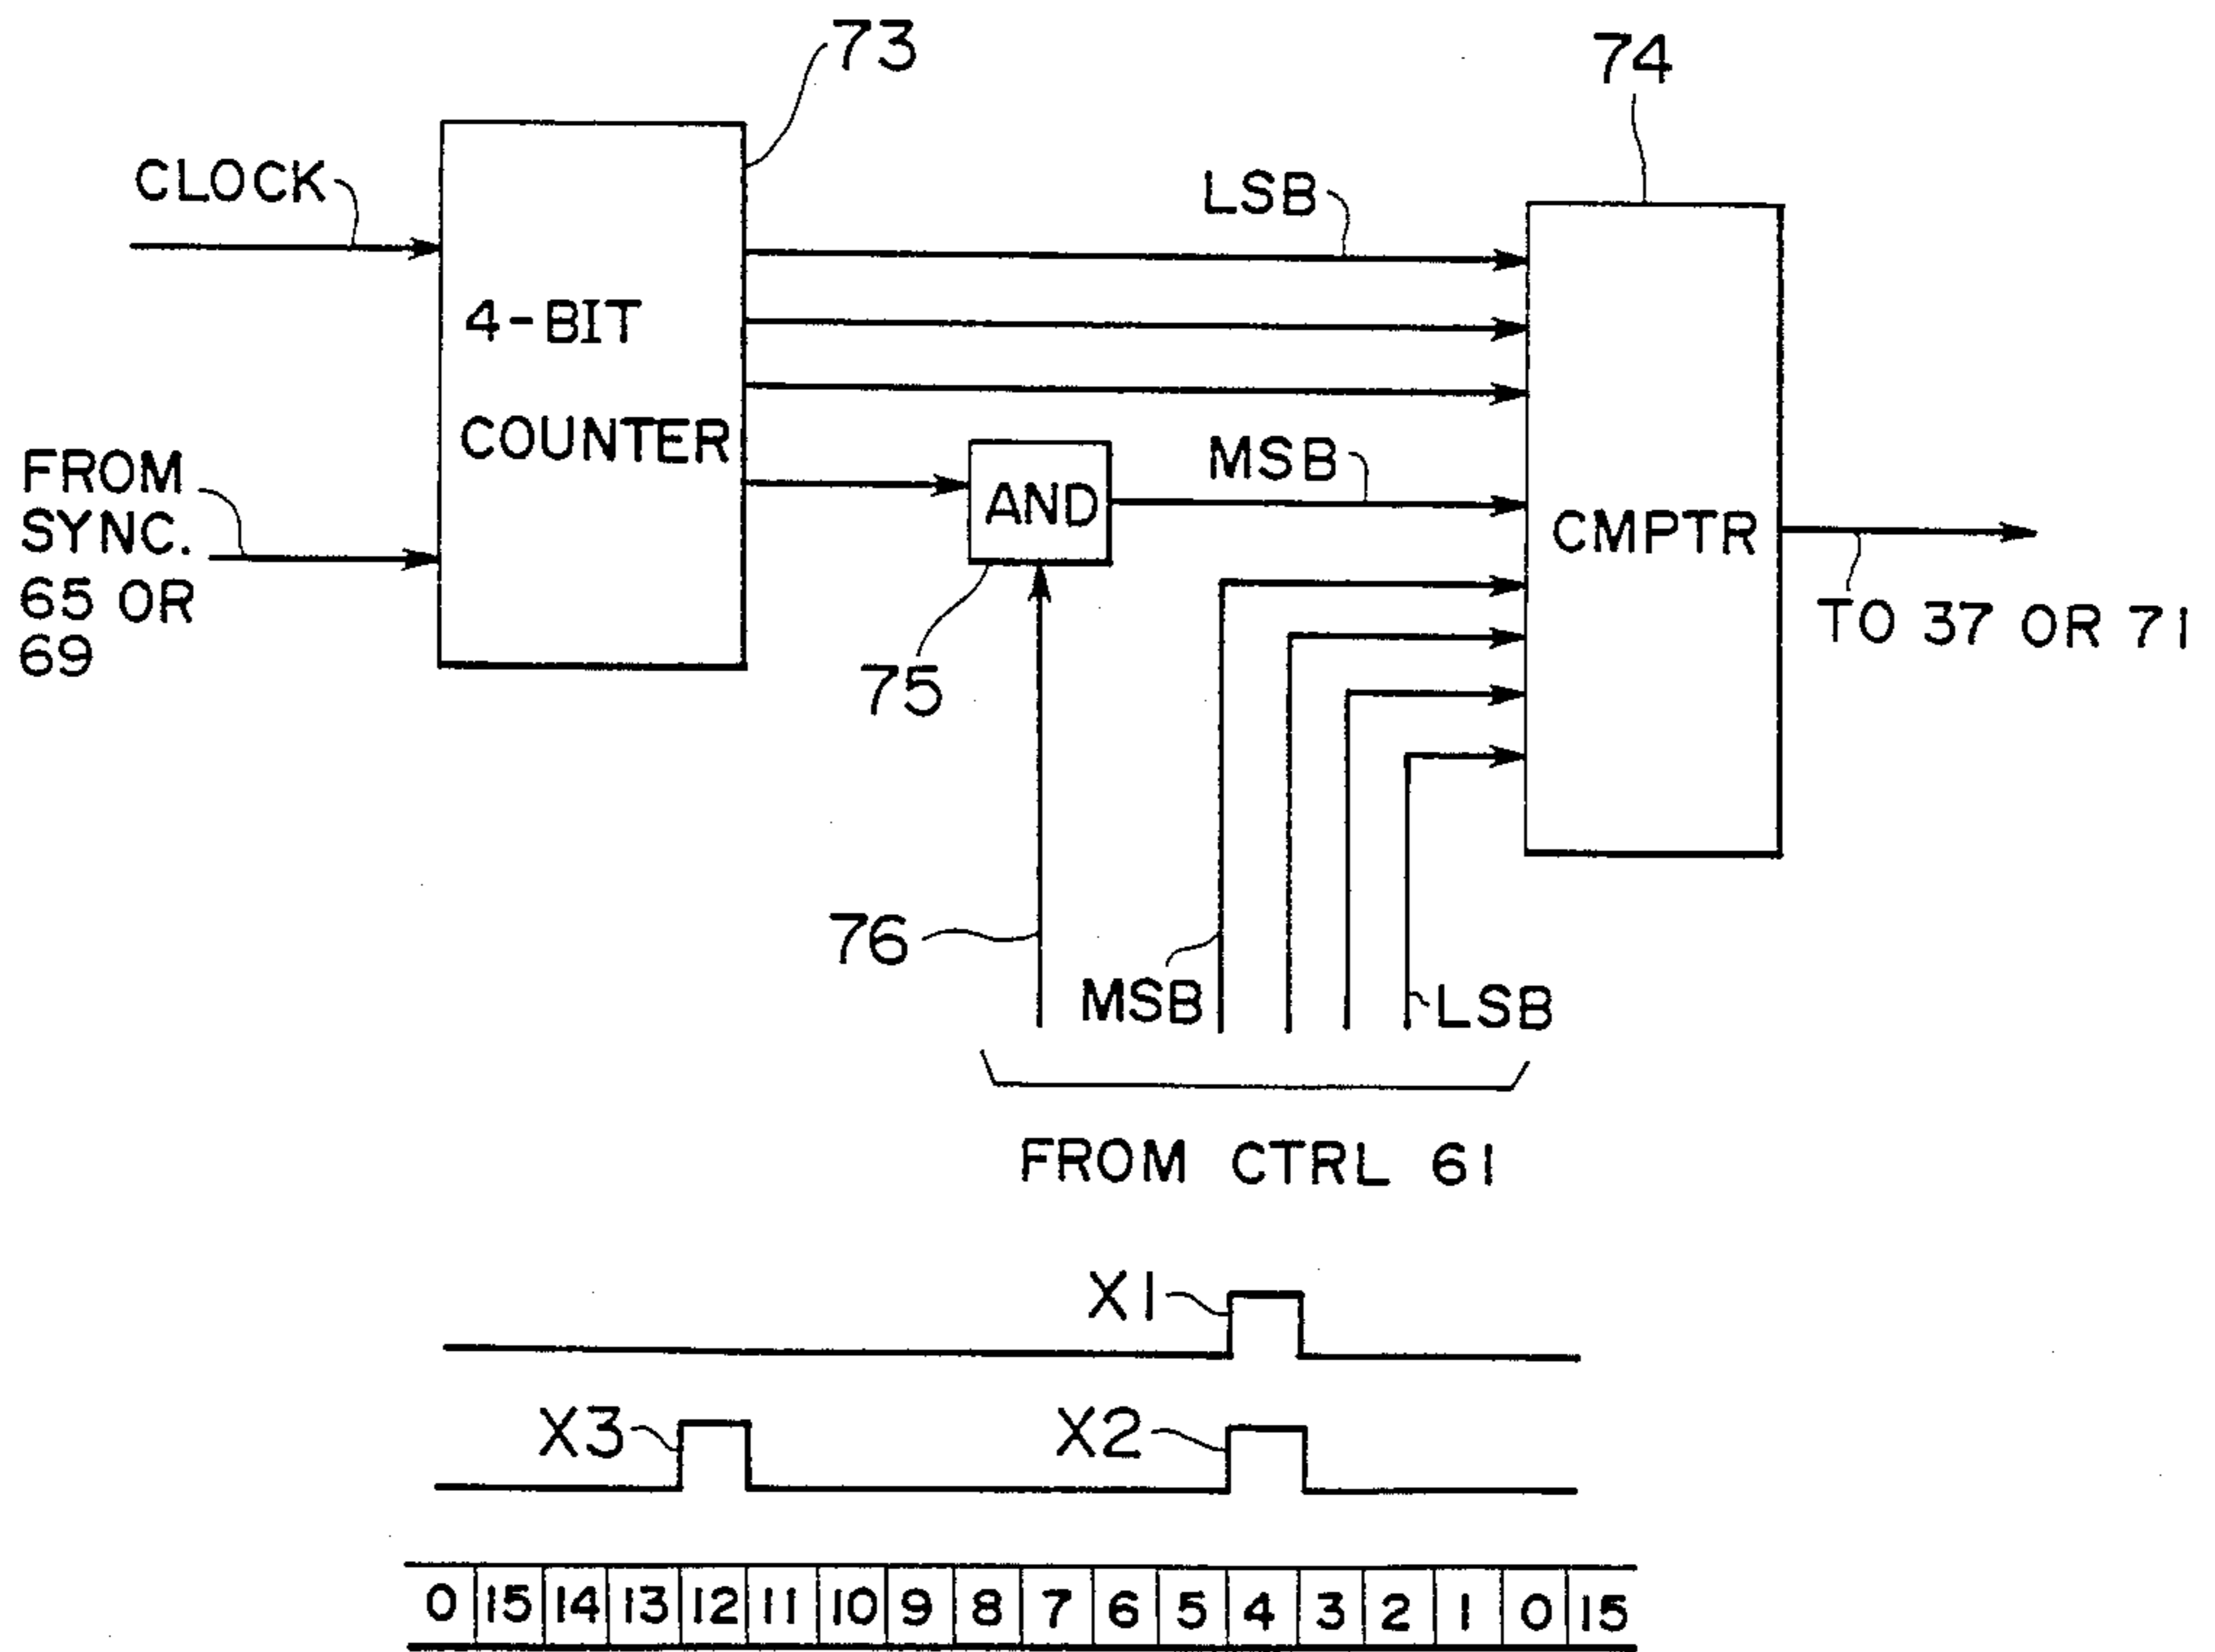 73
74
CLOCK
LSB
4-BIT
COUNTER
FROM
SYNC.
65 OR
69
AND
MSB
CMPTR
TO 37 OR 71
75
76
MSB
LSB
FROM CTRL 61
X1
X3
X2
0 15 14 13 12 11 10 9 8 7 6 5 4 3 2 1 0 15